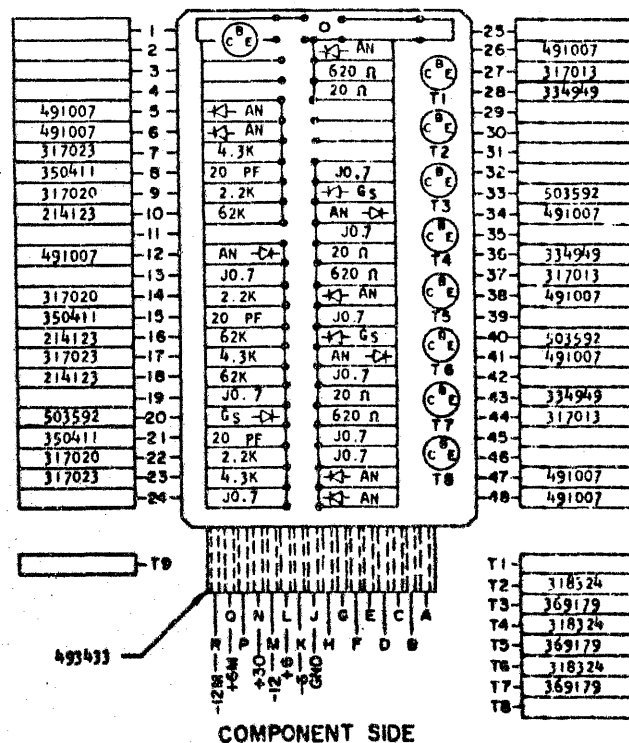 1 B C E 25
2 AN 26 491007
3 620 Ω B C E 27 317013
4 20 Ω T1 28 334949
491007 5 AN B C E 29
491007 6 AN 30
317023 7 4.3K T2 31
350411 8 20 PF J0.7 B C E 32
317020 9 2.2K GS 33 503592
214123 10 62K AN T3 34 491007
11 J0.7 C E 35
491007 12 AN 20 Ω T4 36 334949
13 J0.7 620 Ω B C E 37 317013
317020 14 2.2K AN 38 491007
350411 15 20 PF J0.7 T5 39
214123 16 62K GS C E 40 503592
317023 17 4.3K AN 41 491007
214123 18 62K J0.7 T6 42
19 J0.7 20 Ω B C E 43 334949
503592 20 GS 620 Ω T7 44 317013
350411 21 20 PF J0.7 45
317020 22 2.2K J0.7 B C E 46
317023 23 4.3K AN T8 47 491007
24 J0.7 AN 48 491007
T9
T1
T2 318324
T3 369179
T4 318324
T5 369179
T6 318324
T7 369179
T8
Q N L J G E C A
R P M K H F D B
493433
-12M +6M +30 -12 +6 -6 GND
COMPONENT SIDE